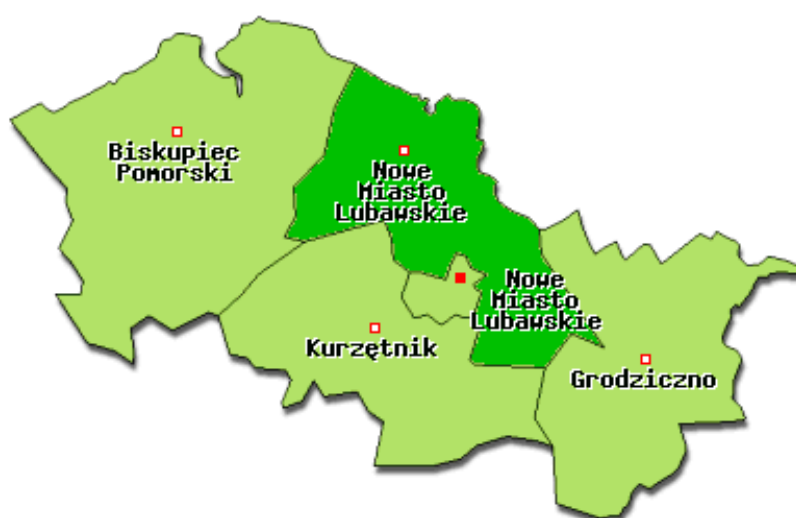 Biskupiec
Pomorski
Nowe
Miasto
Lubawskie
Nowe
Miasto
Lubawskie
Kurzętnik
Grodziczno